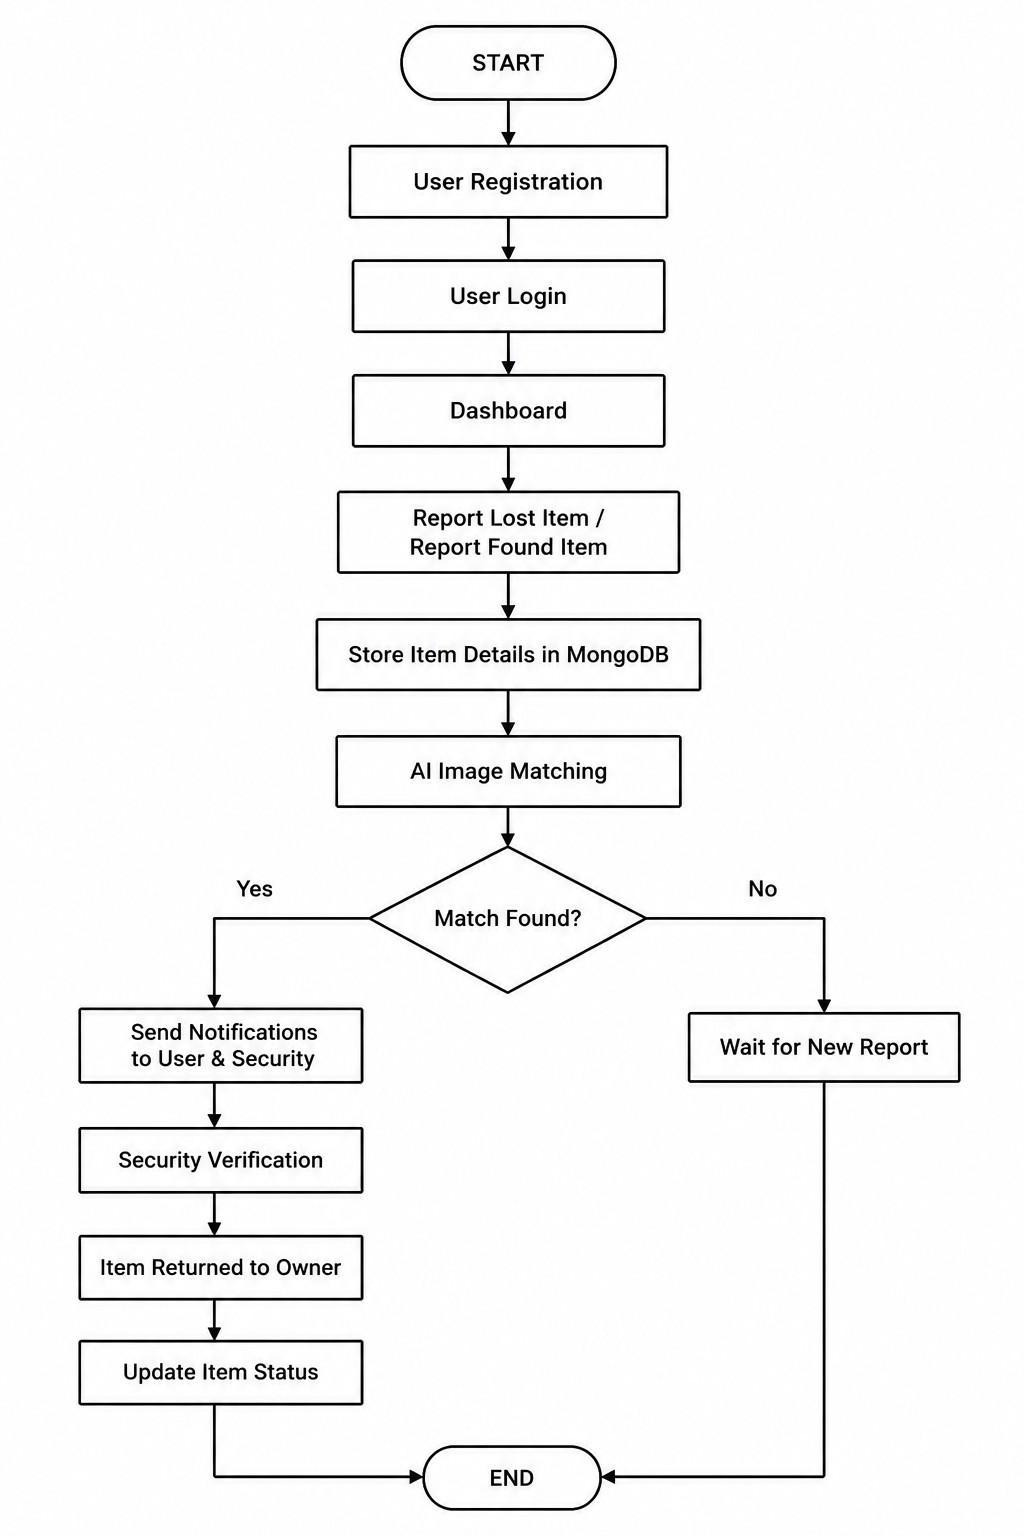 START
User Registration
User Login
Dashboard
Report Lost Item /
Report Found Item
Store Item Details in MongoDB
AI Image Matching
Match Found?
Yes
No
Send Notifications
to User & Security
Wait for New Report
Security Verification
Item Returned to Owner
Update Item Status
END